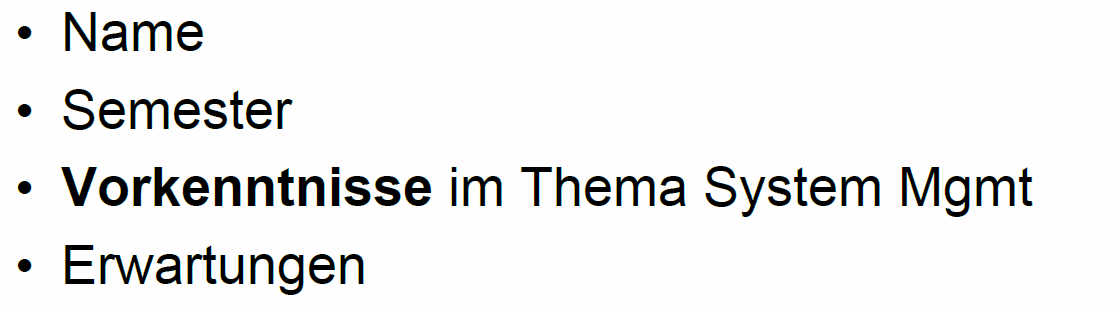 • Name
• Semester
• Vorkenntnisse im Thema System Mgmt
• Erwartungen